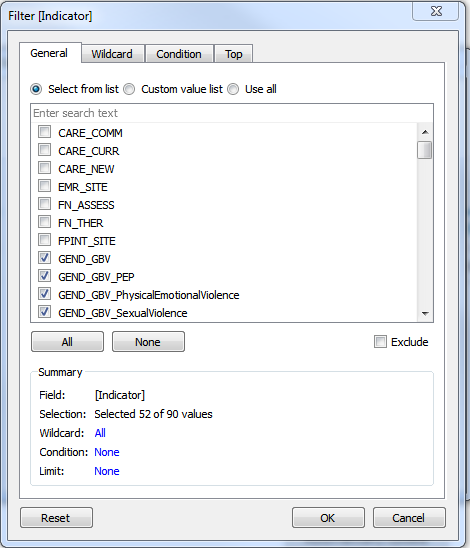 Filter [Indicator]
General Wildcard Condition Top
Select from list Custom value list Use all
Enter search text
CARE_COMM
CARE_CURR
CARE_NEW
EMR_SITE
FN_ASSESS
FN_THER
FPINT_SITE
GEND_GBV
GEND_GBV_PEP
GEND_GBV_PhysicalEmotionalViolence
GEND_GBV_SexualViolence
All None Exclude
Summary
Field: [Indicator]
Selection: Selected 52 of 90 values
Wildcard: All
Condition: None
Limit: None
Reset OK Cancel